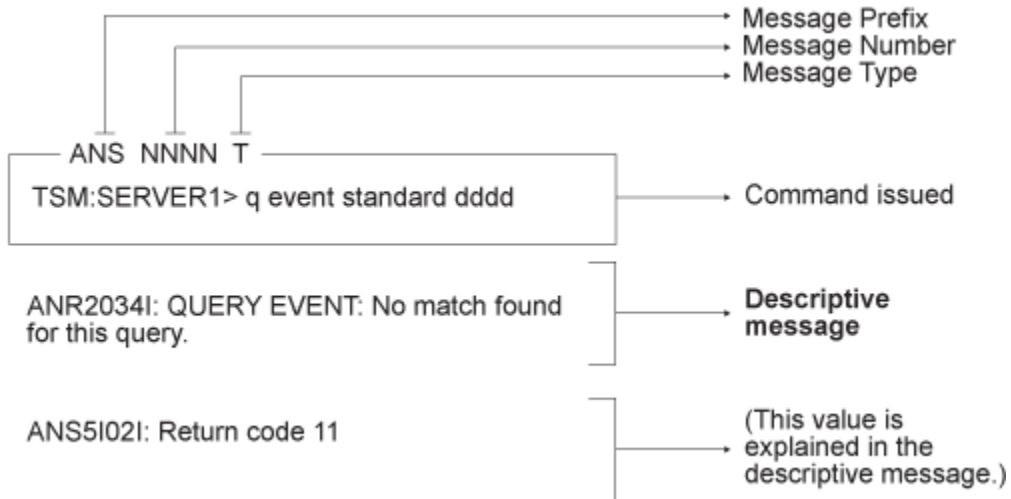 Message Prefix
Message Number
Message Type
ANS NNNN T
TSM:SERVER1> q event standard dddd
Command issued
ANR2034I: QUERY EVENT: No match found
for this query.
Descriptive
message
ANS5I02I: Return code 11
(This value is
explained in the
descriptive message.)